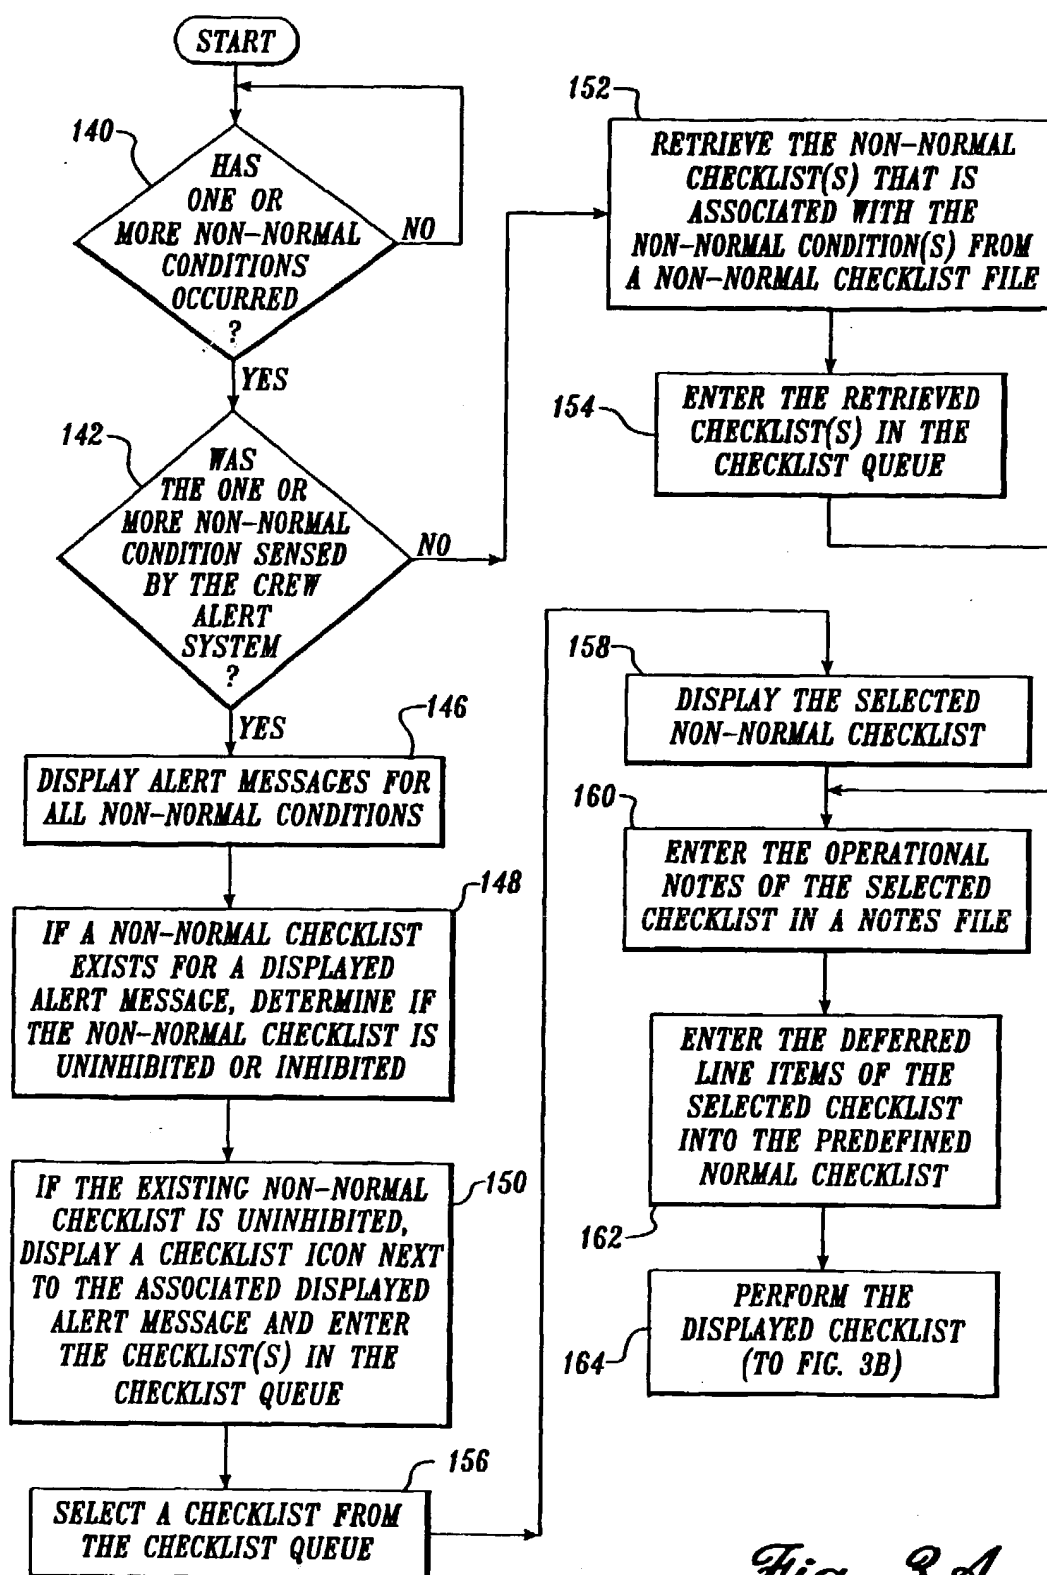 START
140
HAS
ONE OR
MORE NON-NORMAL
CONDITIONS
OCCURRED
?
NO
YES
142
WAS
THE ONE OR
MORE NON-NORMAL
CONDITION SENSED
BY THE CREW
ALERT
SYSTEM
?
NO
YES
146
DISPLAY ALERT MESSAGES FOR
ALL NON-NORMAL CONDITIONS
148
IF A NON-NORMAL CHECKLIST
EXISTS FOR A DISPLAYED
ALERT MESSAGE, DETERMINE IF
THE NON-NORMAL CHECKLIST IS
UNINHIBITED OR INHIBITED
150
IF THE EXISTING NON-NORMAL
CHECKLIST IS UNINHIBITED,
DISPLAY A CHECKLIST ICON NEXT
TO THE ASSOCIATED DISPLAYED
ALERT MESSAGE AND ENTER
THE CHECKLIST(S) IN THE
CHECKLIST QUEUE
156
SELECT A CHECKLIST FROM
THE CHECKLIST QUEUE
152
RETRIEVE THE NON-NORMAL
CHECKLIST(S) THAT IS
ASSOCIATED WITH THE
NON-NORMAL CONDITION(S) FROM
A NON-NORMAL CHECKLIST FILE
154
ENTER THE RETRIEVED
CHECKLIST(S) IN THE
CHECKLIST QUEUE
158
DISPLAY THE SELECTED
NON-NORMAL CHECKLIST
160
ENTER THE OPERATIONAL
NOTES OF THE SELECTED
CHECKLIST IN A NOTES FILE
ENTER THE DEFERRED
LINE ITEMS OF THE
SELECTED CHECKLIST
INTO THE PREDEFINED
NORMAL CHECKLIST
162
PERFORM THE
DISPLAYED CHECKLIST
(TO FIG. 3B)
164
Fig. 3A